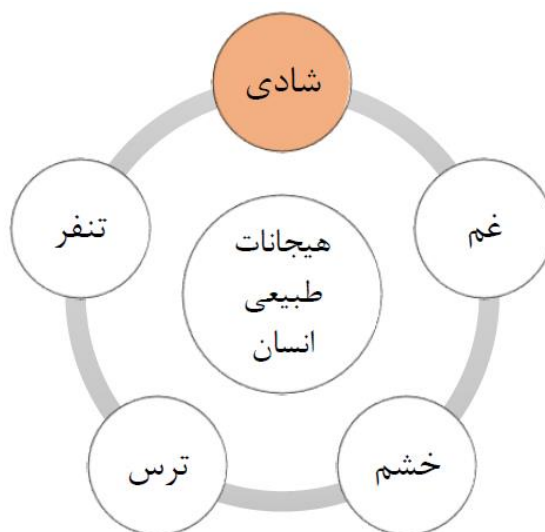 شادی
غم
خشم
ترس
تنفر
هیجانات
طبیعی
انسان